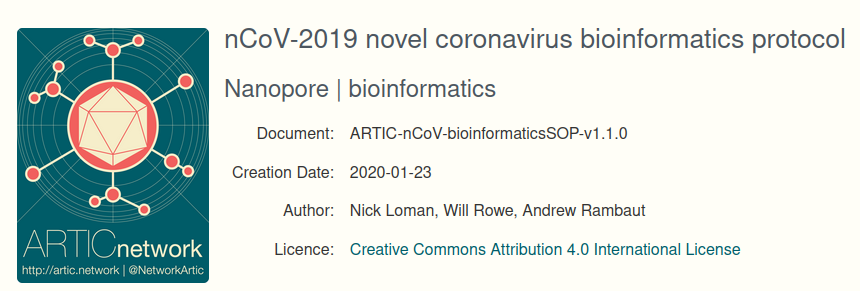 nCoV-2019 novel coronavirus bioinformatics protocol
Nanopore | bioinformatics
Document: ARTIC-nCoV-bioinformaticsSOP-v1.1.0
Creation Date: 2020-01-23
Author: Nick Loman, Will Rowe, Andrew Rambaut
Licence: Creative Commons Attribution 4.0 International License
ARTICnetwork
http://artic.network | @NetworkArtic